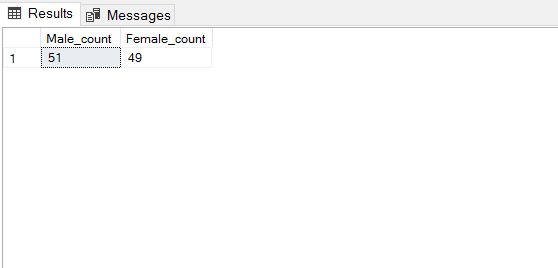 Results Messages
Male_count Female_count
1 51 49